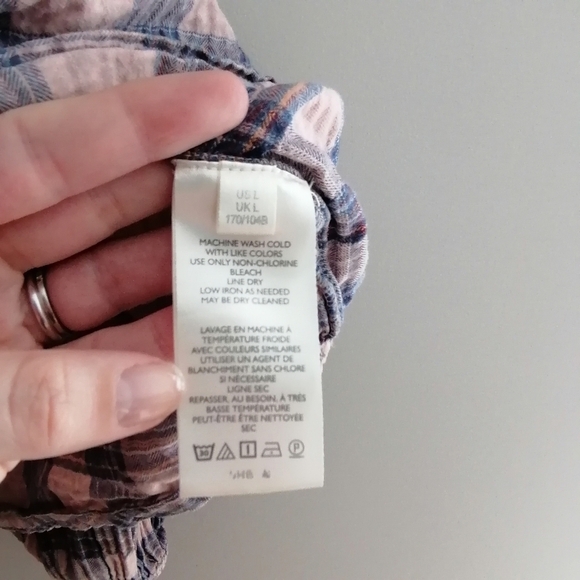 US L
UK L
170/104B
MACHINE WASH COLD
WITH LIKE-COLORS
USE ONLY NON-CHLORINE
BLEACH
LINE DRY
LOW IRON AS NEEDED
MAY BE DRY CLEANED
LAVAGE EN MACHINE À
TEMPÉRATURE FROIDE
AVEC COULEURS SIMILAIRES
UTILISER UN AGENT DE
BLANCHIMENT SANS CHLORE
SI NÉCESSAIRE
LIGNE SEC
REPASSER, AU BESOIN, À TRÈS
BASSE TEMPÉRATURE
PEUT-ÊTRE ÊTRE NETTOYÉE
SEC
30 P